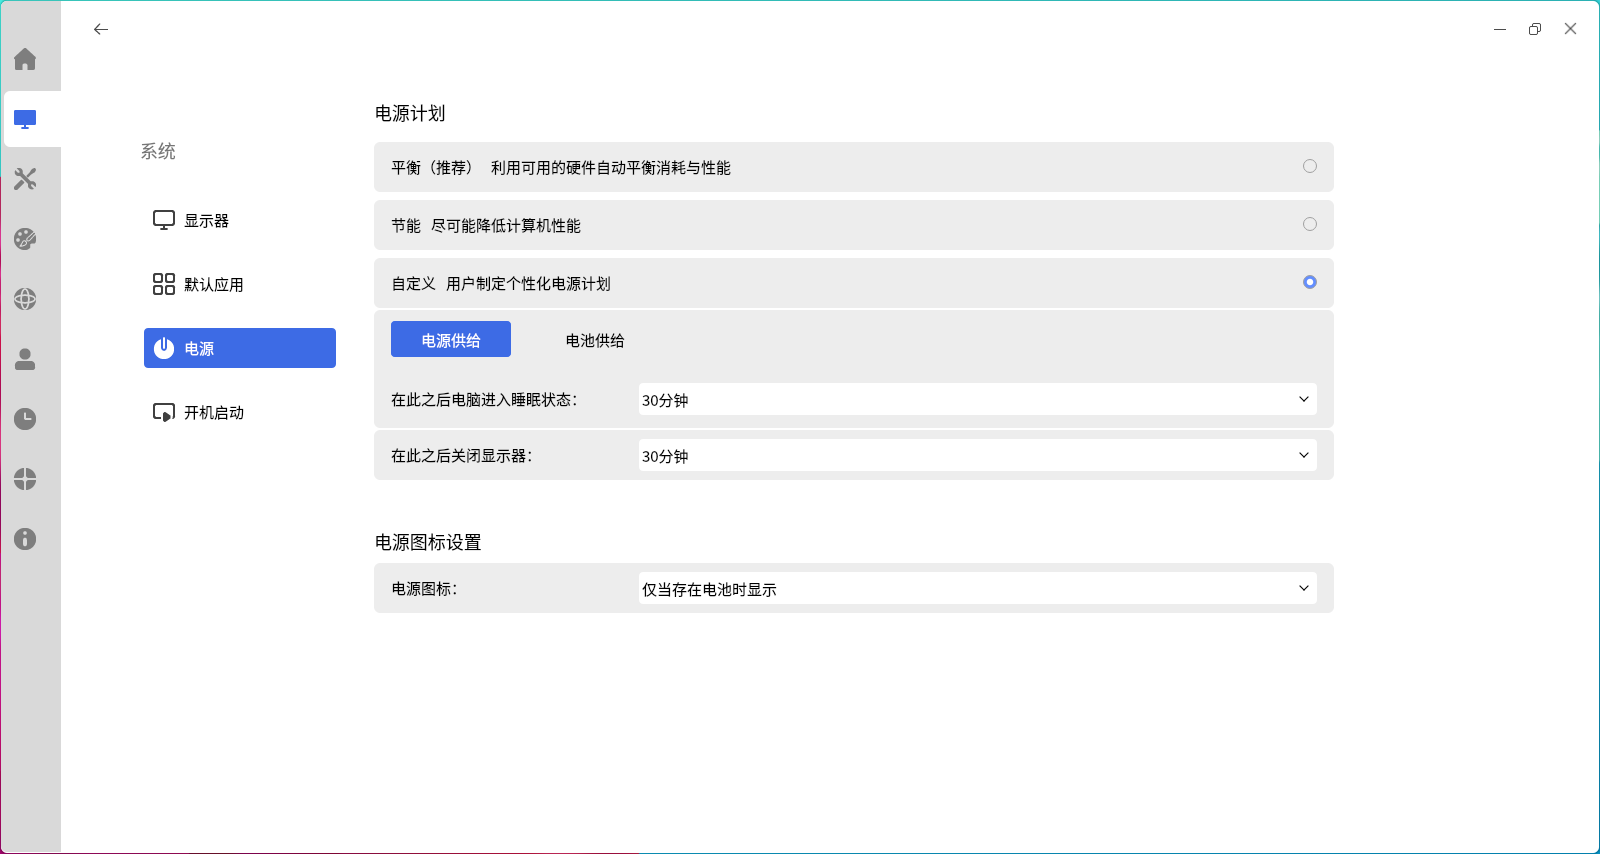 系统
显示器
默认应用
电源
开机启动
电源计划
平衡（推荐） 利用可用的硬件自动平衡消耗与性能
节能 尽可能降低计算机性能
自定义 用户制定个性化电源计划
电源供给 电池供给
在此之后电脑进入睡眠状态： 30分钟
在此之后关闭显示器： 30分钟
电源图标设置
电源图标： 仅当存在电池时显示